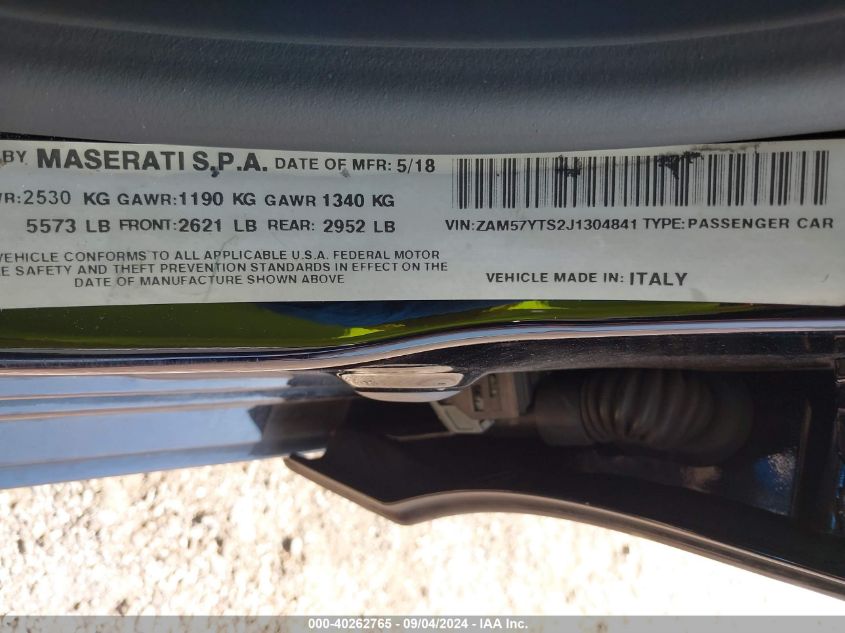 BY MASERATI S.P.A. DATE OF MFR: 5/18
WR:2530 KG GAWR:1190 KG GAWR 1340 KG
5573 LB FRONT:2621 LB REAR: 2952 LB
VEHICLE CONFORMS TO ALL APPLICABLE U.S.A. FEDERAL MOTOR
E SAFETY AND THEFT PREVENTION STANDARDS IN EFFECT ON THE
DATE OF MANUFACTURE SHOWN ABOVE
VIN:ZAM57YTS2J1304841 TYPE:PASSENGER CAR
VEHICLE MADE IN: ITALY
000-40262765 - 09/04/2024 - IAA Inc.